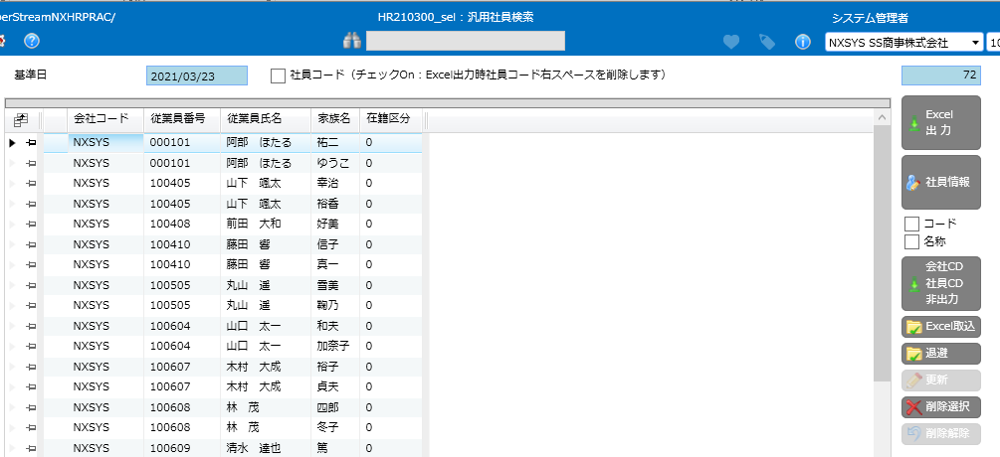 erStreamNXHRPRAC/ HR210300_sel：汎用社員検索 システム管理者
NXSYS SS商事株式会社 10
基準日 2021/03/23 社員コード（チェックOn：Excel出力時社員コード右スペースを削除します） 72
会社コード 従業員番号 従業員氏名 家族名 在籍区分
NXSYS 000101 阿部　ほたる 祐二 0
NXSYS 000101 阿部　ほたる ゆうこ 0
NXSYS 100405 山下　颯太 幸治 0
NXSYS 100405 山下　颯太 裕香 0
NXSYS 100408 前田　大和 好美 0
NXSYS 100410 藤田　響 信子 0
NXSYS 100410 藤田　響 真一 0
NXSYS 100505 丸山　遥 雪美 0
NXSYS 100505 丸山　遥 鞠乃 0
NXSYS 100604 山口　太一 和夫 0
NXSYS 100604 山口　太一 加奈子 0
NXSYS 100607 木村　大成 裕子 0
NXSYS 100607 木村　大成 貞夫 0
NXSYS 100608 林　茂 四郎 0
NXSYS 100608 林　茂 冬子 0
NXSYS 100609 清水　達也 篤 0
Excel
出 力
社員情報
コード
名称
会社CD
社員CD
非出力
Excel取込
退避
更新
削除選択
削除解除